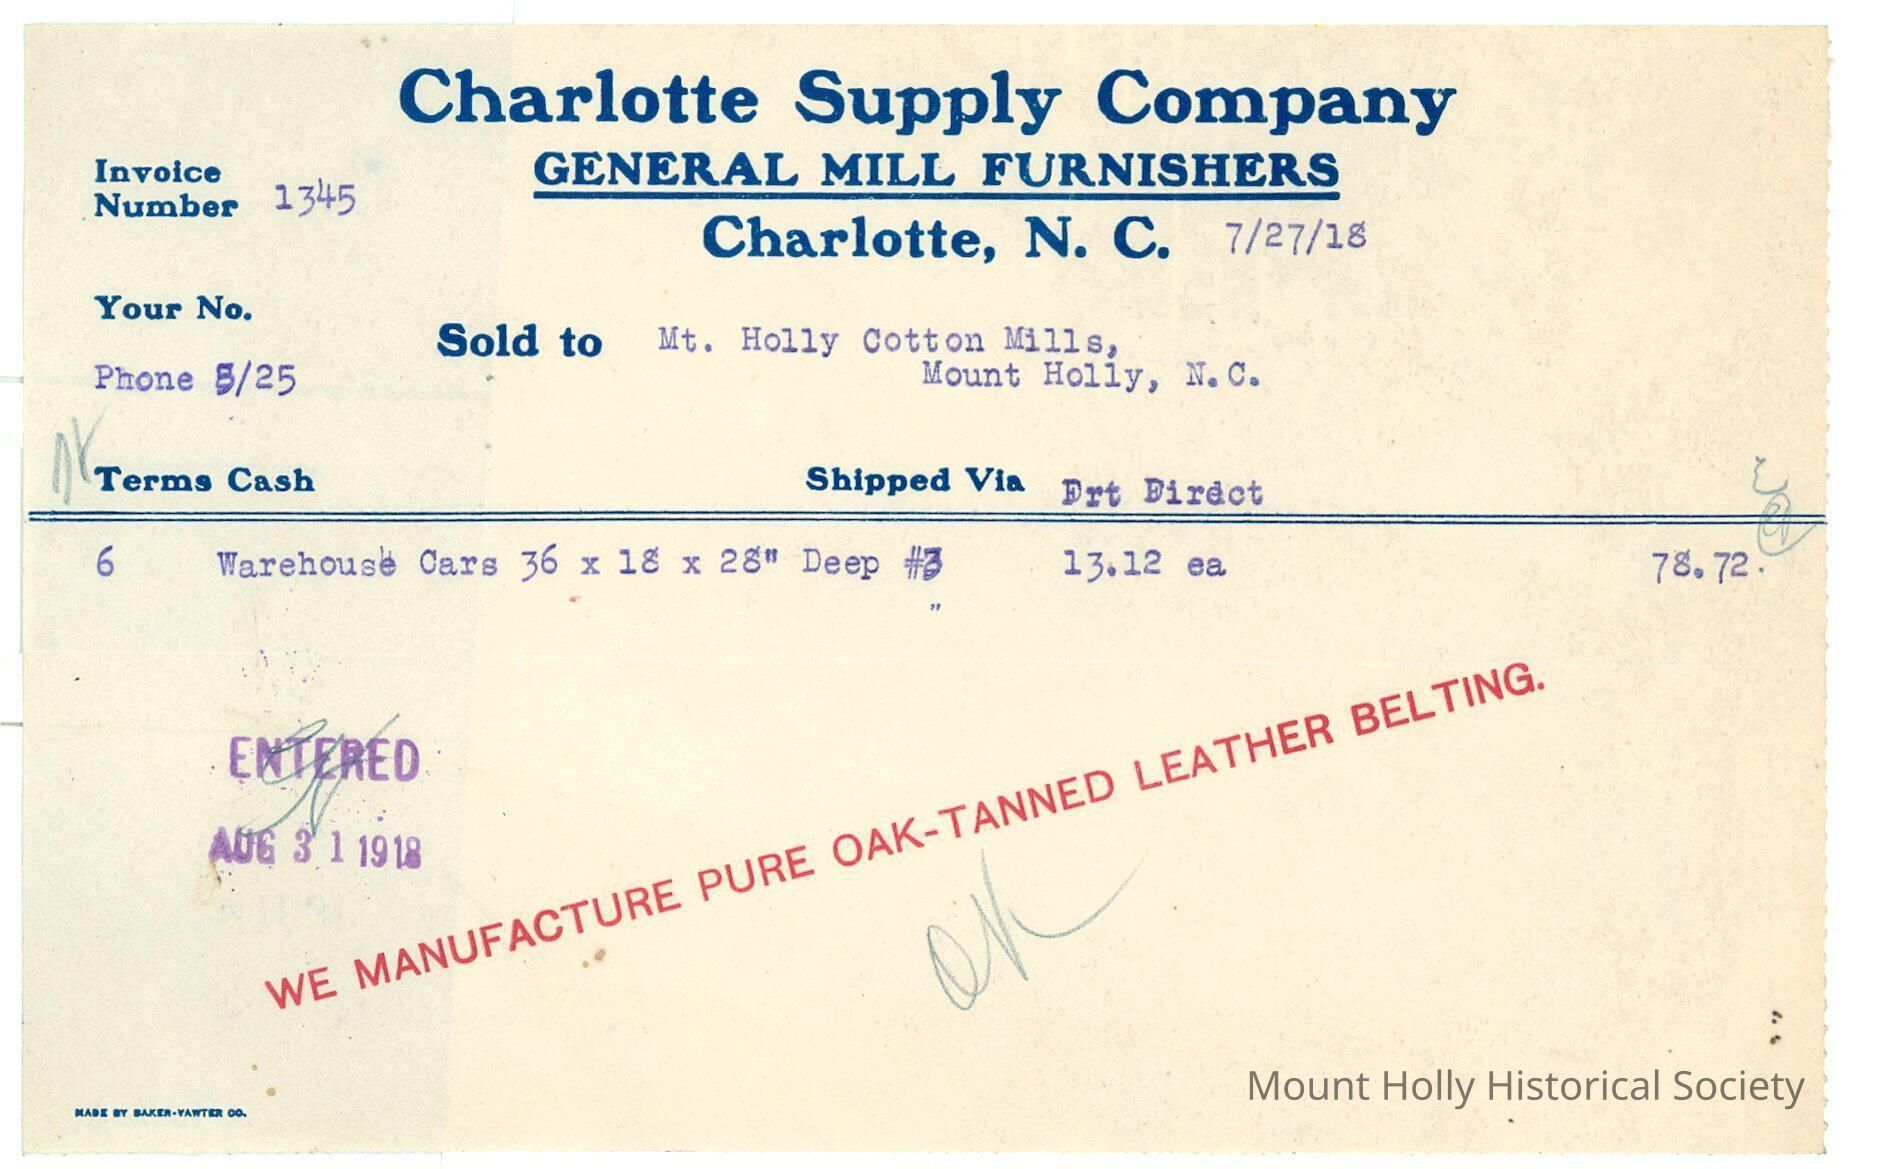 Charlotte Supply Company
GENERAL MILL FURNISHERS
Charlotte, N. C. 7/27/18
Invoice
Number 1345
Your No.
Phone /25
Sold to Mt. Holly Cotton Mills,
Mount Holly, N.C.
OK
Terms Cash Shipped Via Frt Direct
6 Warehouse Cars 36 x 18 x 28" Deep #3 13.12 ea 78.72
"
ENTERED
AUG 31 1918
WE MANUFACTURE PURE OAK-TANNED LEATHER BELTING.
OK
MADE BY BAKER-VAWTER CO.
Mount Holly Historical Society